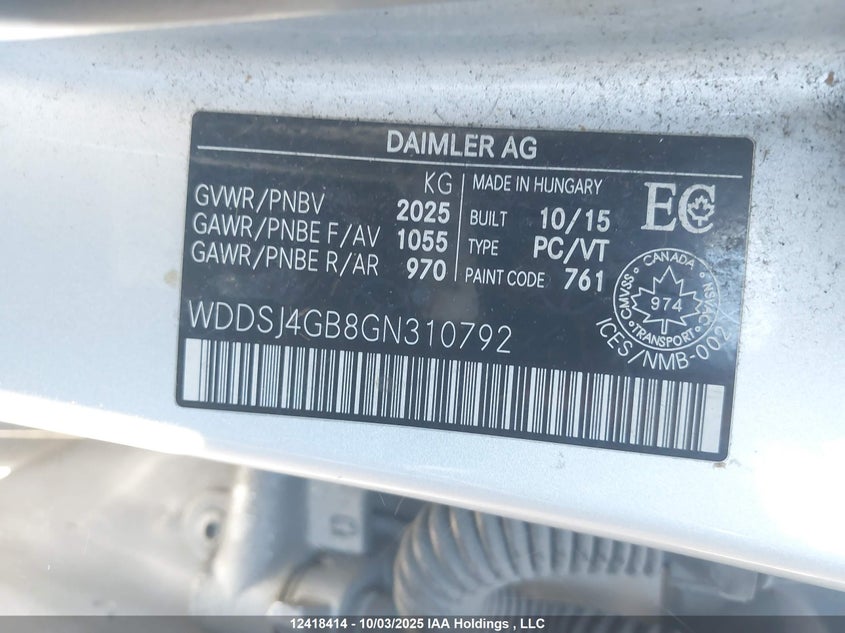 DAIMLER AG
KG
GVWR/PNBV 2025
GAWR/PNBE F/AV 1055
GAWR/PNBE R/AR 970
MADE IN HUNGARY
BUILT 10/15
TYPE PC/VT
PAINT CODE 761
EC
CANADA
CMVSS 974 NSVAC
TRANSPORT
ICES/NMB-002
WDDSJ4GB8GN310792
12418414 - 10/03/2025 IAA Holdings , LLC